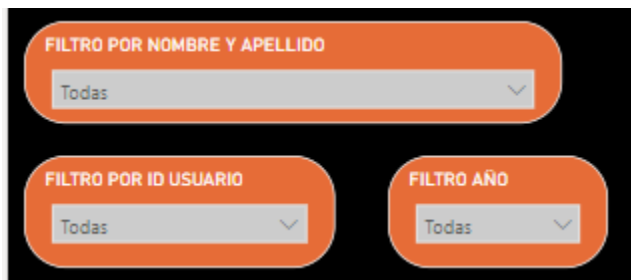 FILTRO POR NOMBRE Y APELLIDO
Todas
FILTRO POR ID USUARIO
Todas
FILTRO AÑO
Todas